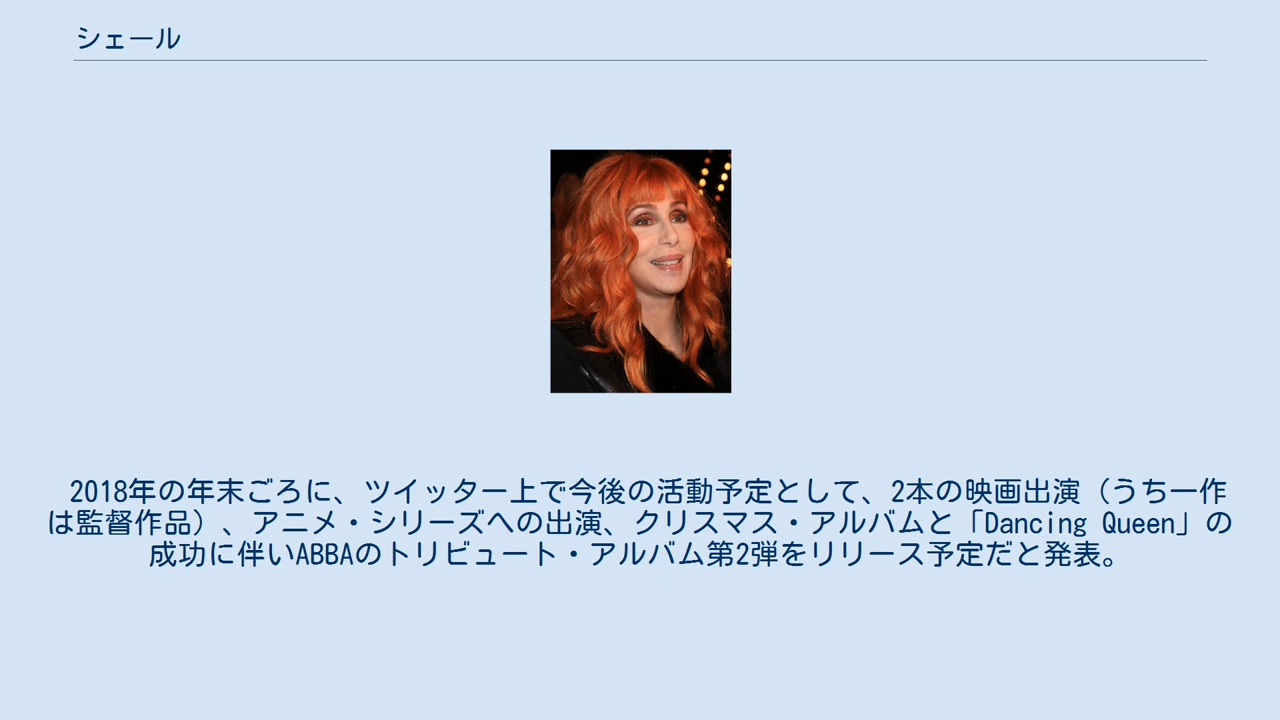 シェール
2018年の年末ごろに、ツイッター上で今後の活動予定として、2本の映画出演（うち一作
は監督作品）、アニメ・シリーズへの出演、クリスマス・アルバムと「Dancing Queen」の
成功に伴いABBAのトリビュート・アルバム第2弾をリリース予定だと発表。